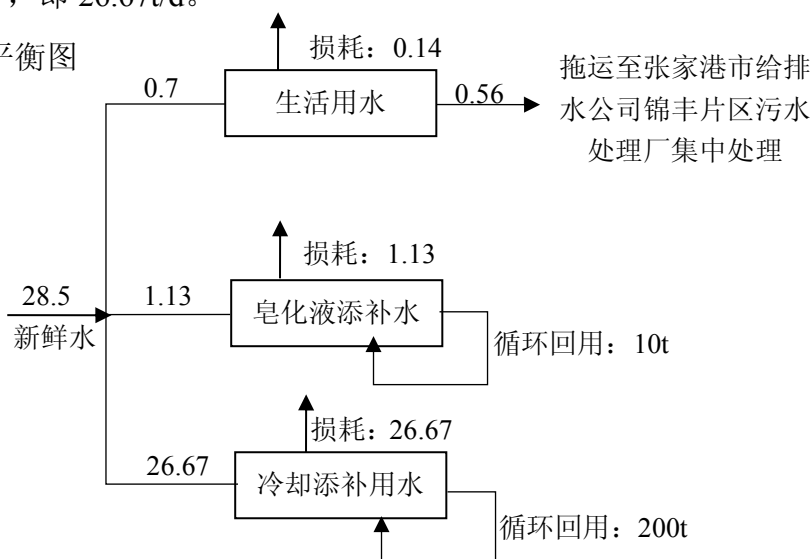 ，即 26.67t/d。
平衡图
损耗：0.14
0.7
生活用水
0.56
拖运至张家港市给排
水公司锦丰片区污水
处理厂集中处理
损耗：1.13
28.5
新鲜水
1.13
皂化液添补水
循环回用：10t
损耗：26.67
26.67
冷却添补用水
循环回用：200t